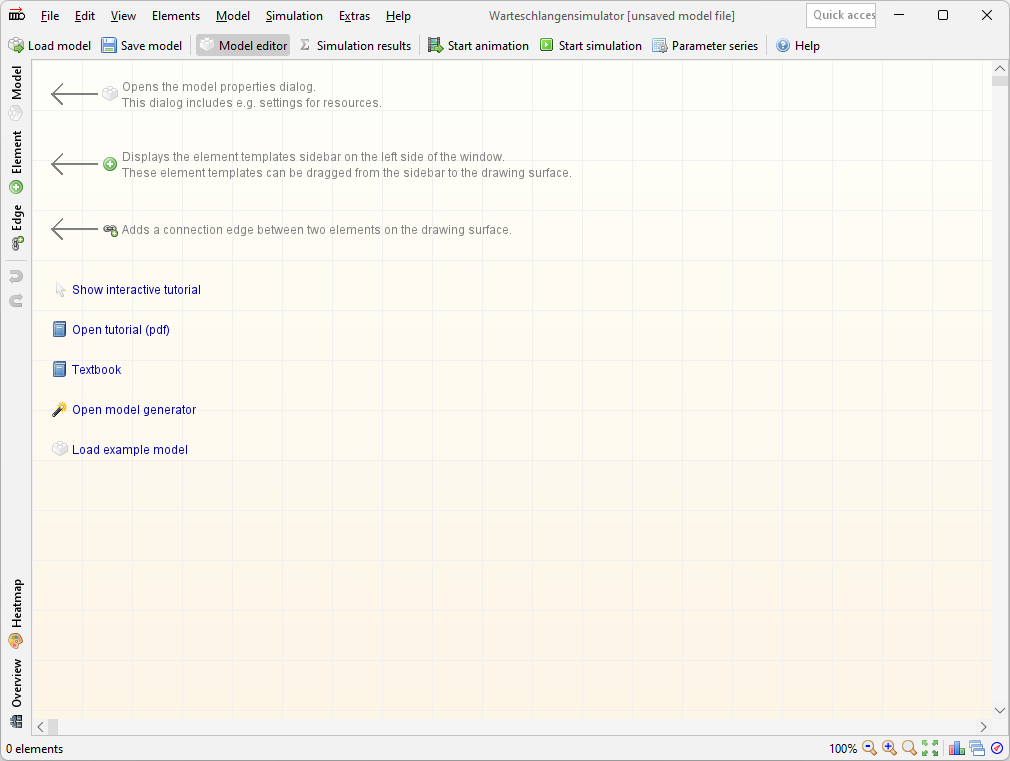 File Edit View Elements Model Simulation Extras Help Warteschlangensimulator [unsaved model file] Quick acces
Load model Save model Model editor Simulation results Start animation Start simulation Parameter series Help
Model
Element
Edge
Opens the model properties dialog.
This dialog includes e.g. settings for resources.
Displays the element templates sidebar on the left side of the window.
These element templates can be dragged from the sidebar to the drawing surface.
Adds a connection edge between two elements on the drawing surface.
Show interactive tutorial
Open tutorial (pdf)
Textbook
Open model generator
Load example model
Heatmap
Overview
0 elements 100%